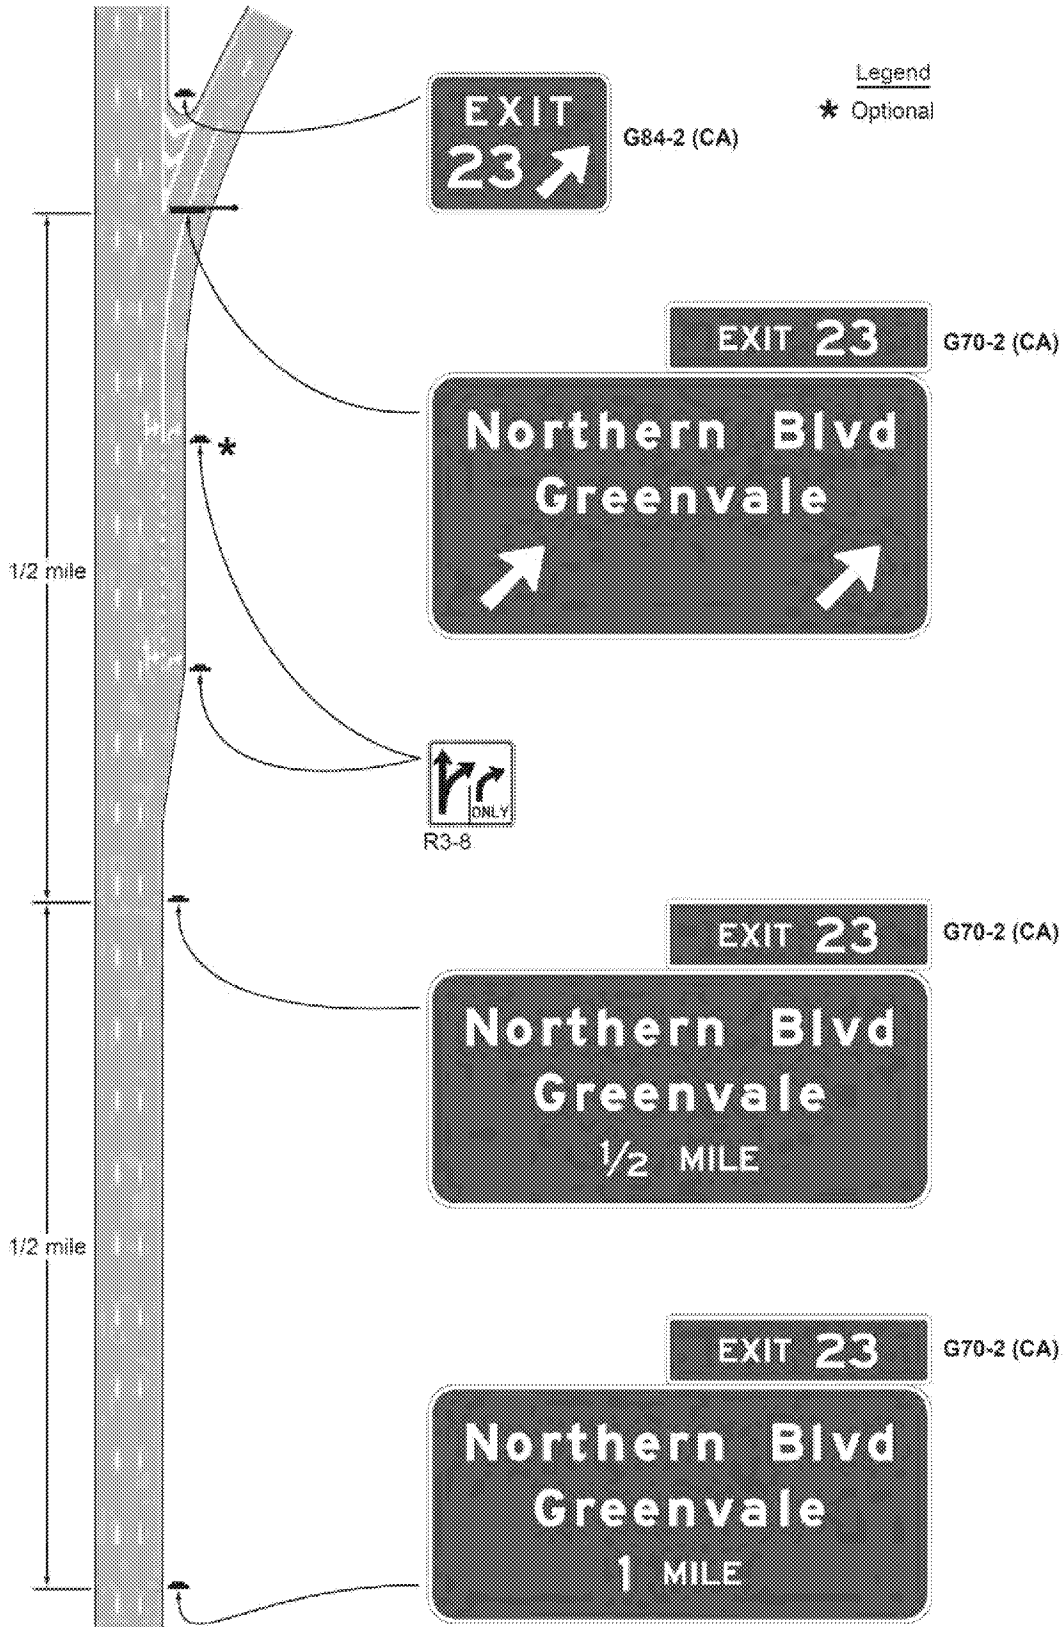 Legend
* Optional
EXIT
23
G84-2 (CA)
EXIT 23
G70-2 (CA)
Northern Blvd
Greenvale
*
1/2 mile
ONLY
R3-8
EXIT 23
G70-2 (CA)
Northern Blvd
Greenvale
1/2 MILE
1/2 mile
EXIT 23
G70-2 (CA)
Northern Blvd
Greenvale
1 MILE